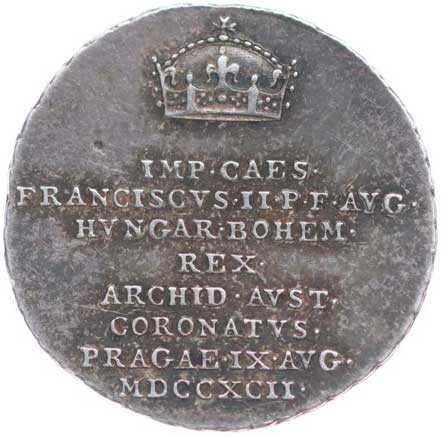 IMP·CAES·
FRANCISCVS·II·P·F·AVG·
HVNGAR·BOHEM·
REX·
ARCHID·AVST·
CORONATVS·
PRAGAE·IX·AVG·
MDCCXCII·